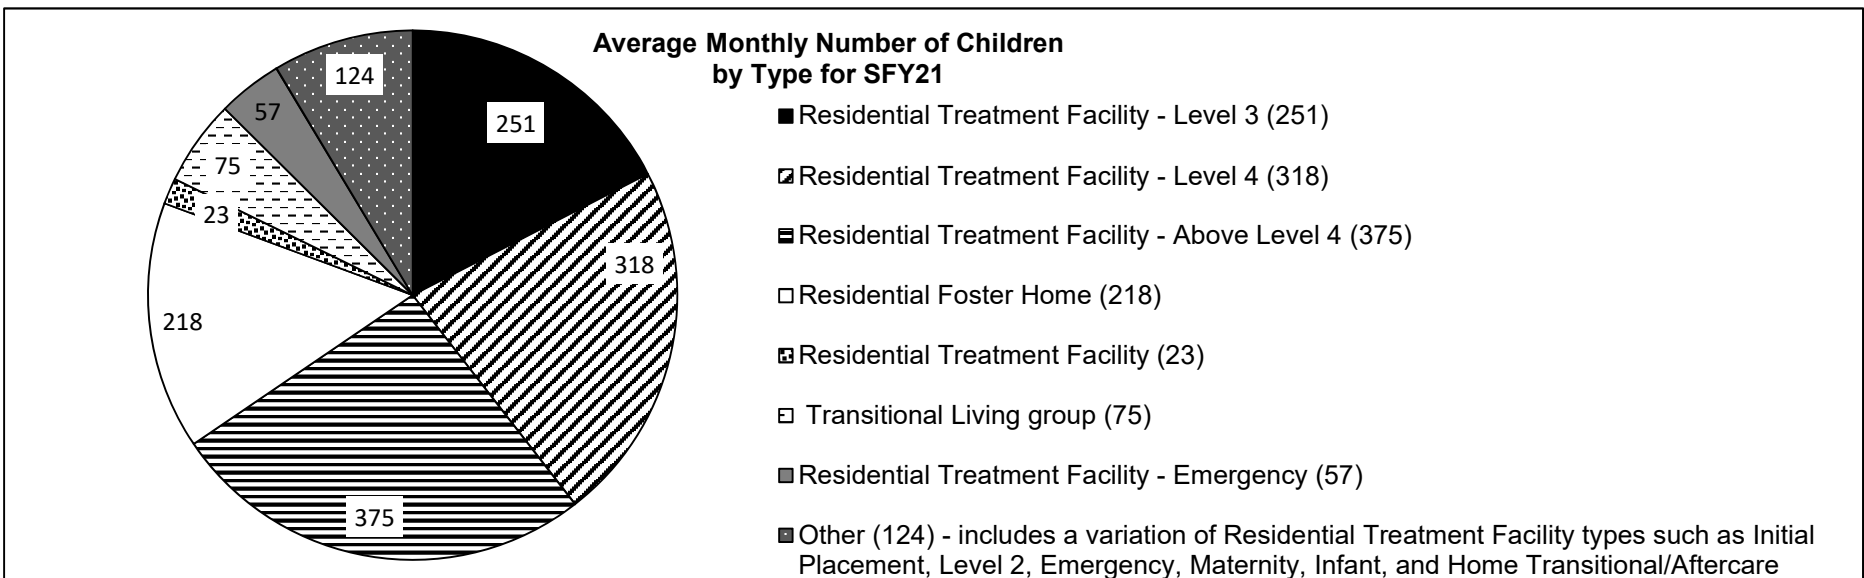 Average Monthly Number of Children
by Type for SFY21
124
57
251
75
23
318
218
375
Residential Treatment Facility - Level 3 (251)
Residential Treatment Facility - Level 4 (318)
Residential Treatment Facility - Above Level 4 (375)
Residential Foster Home (218)
Residential Treatment Facility (23)
Transitional Living group (75)
Residential Treatment Facility - Emergency (57)
Other (124) - includes a variation of Residential Treatment Facility types such as Initial
Placement, Level 2, Emergency, Maternity, Infant, and Home Transitional/Aftercare